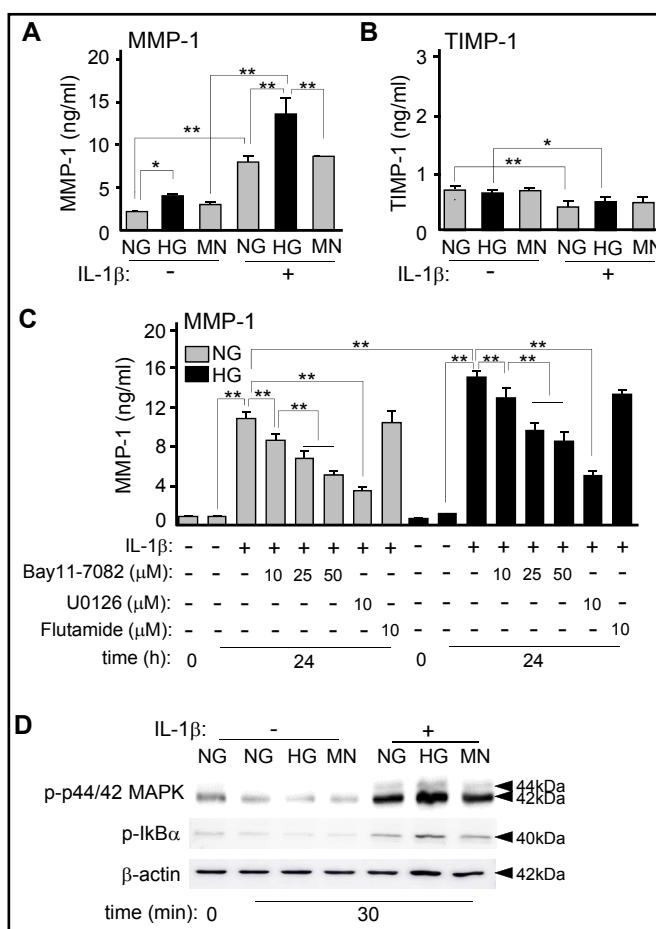 A
MMP-1
MMP-1 (ng/ml)
20
15
10
5
0
*
**
**
**
**
NG HG MN NG HG MN
IL-1β: - +
B
TIMP-1
TIMP-1 (ng/ml)
3
2
1
0
**
*
NG HG MN NG HG MN
IL-1β: - +
C
MMP-1
NG
HG
MMP-1 (ng/ml)
20
16
12
8
4
0
** ** ** ** ** ** ** ** **
IL-1β: - - + + + + + + - - + + + + + +
Bay11-7082 (μM): - - - 10 25 50 - - - - - 10 25 50 - -
U0126 (μM): - - - - - - 10 - - - - - - - 10 -
Flutamide (μM): - - - - - - - 10 - - - - - - - 10
time (h): 0 24 0 24
D
IL-1β: - +
NG NG HG MN NG HG MN
p-p44/42 MAPK
44kDa
42kDa
p-IkBα
40kDa
β-actin
42kDa
time (min): 0 30